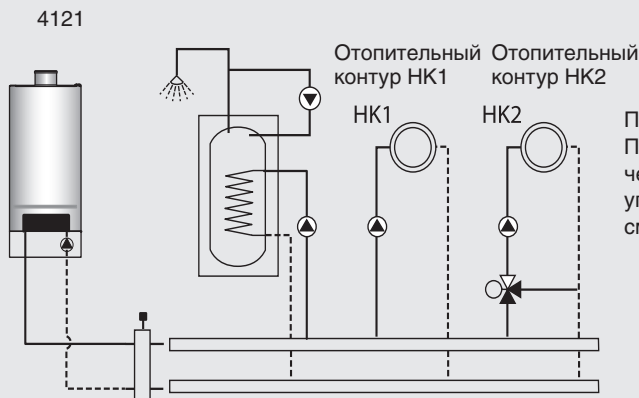 4121
Отопительный
контур НК1
Отопительный
контур НК2
НК1
НК2